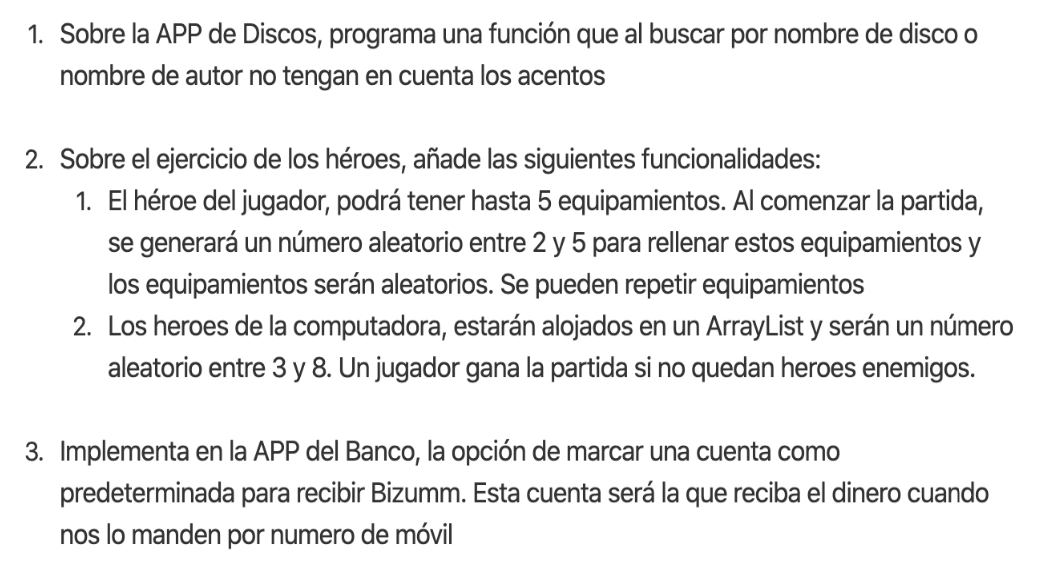 1. Sobre la APP de Discos, programa una función que al buscar por nombre de disco o
nombre de autor no tengan en cuenta los acentos
2. Sobre el ejercicio de los héroes, añade las siguientes funcionalidades:
1. El héroe del jugador, podrá tener hasta 5 equipamientos. Al comenzar la partida,
se generará un número aleatorio entre 2 y 5 para rellenar estos equipamientos y
los equipamientos serán aleatorios. Se pueden repetir equipamientos
2. Los heroes de la computadora, estarán alojados en un ArrayList y serán un número
aleatorio entre 3 y 8. Un jugador gana la partida si no quedan heroes enemigos.
3. Implementa en la APP del Banco, la opción de marcar una cuenta como
predeterminada para recibir Bizumm. Esta cuenta será la que reciba el dinero cuando
nos lo manden por numero de móvil